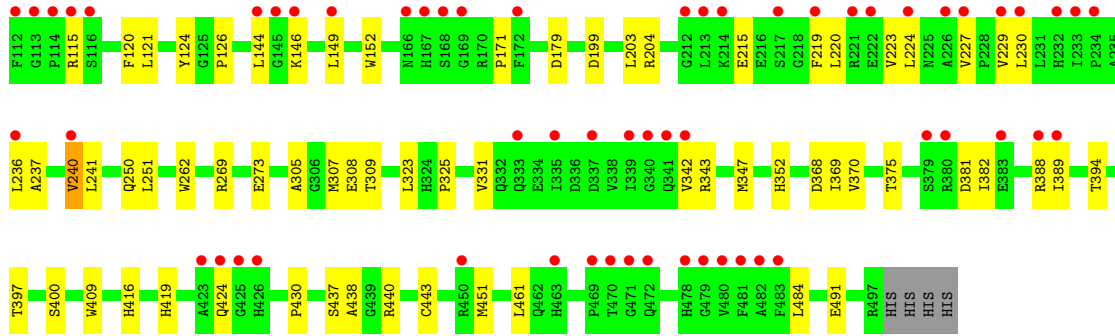 F112 G113 P114 R115 S116 F120 L121 Y124 G125 P126 L144 G145 K146 L149 W152 N166 H167 S168 G169 R170 P171 F172 D179 D199 L203 R204 G212 L213 K214 E215 E216 S217 G218 F219 L220 R221 E222 V223 L224 N225 A226 V227 P228 V229 L230 L231 H232 I233 P234 A235
L236 A237 V240 L241 Q250 L251 W262 R269 E273 A305 G306 M307 E308 T309 L323 H324 P325 V331 Q332 Q333 E334 I335 D336 D337 V338 I339 G340 Q341 V342 R343 M347 H352 D368 I369 V370 T375 S379 R380 D381 I382 E383 R388 I389 T394
T397 S400 W409 H416 H419 A423 Q424 G425 H426 P430 S437 A438 G439 R440 C443 R450 M451 L461 Q462 H463 P469 T470 G471 Q472 H478 G479 V480 F481 A482 F483 L484 E491 R497 HIS HIS HIS HIS